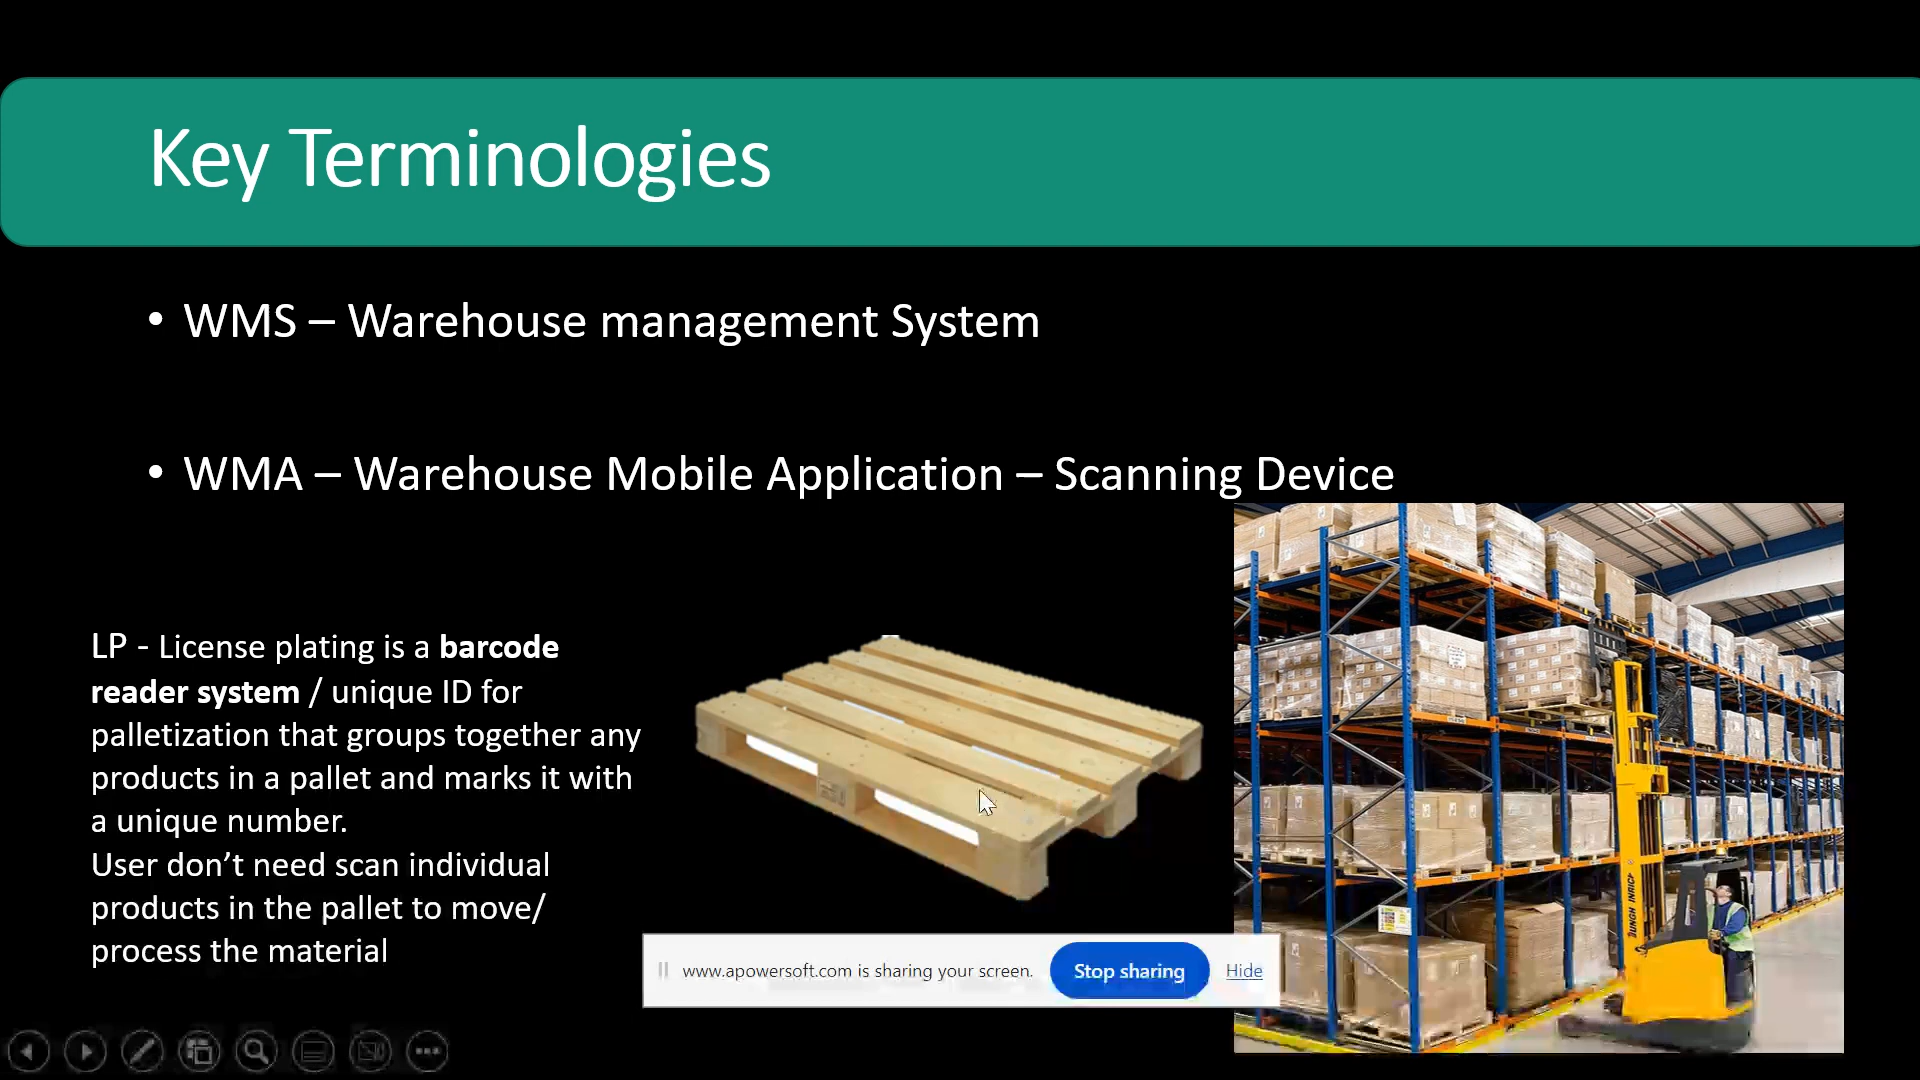 Key Terminologies
• WMS – Warehouse management System
• WMA – Warehouse Mobile Application – Scanning Device
LP - License plating is a barcode
reader system / unique ID for
palletization that groups together any
products in a pallet and marks it with
a unique number.
User don’t need scan individual
products in the pallet to move/
process the material
JUNGHEINRICH
www.apowersoft.com is sharing your screen.
Stop sharing
Hide